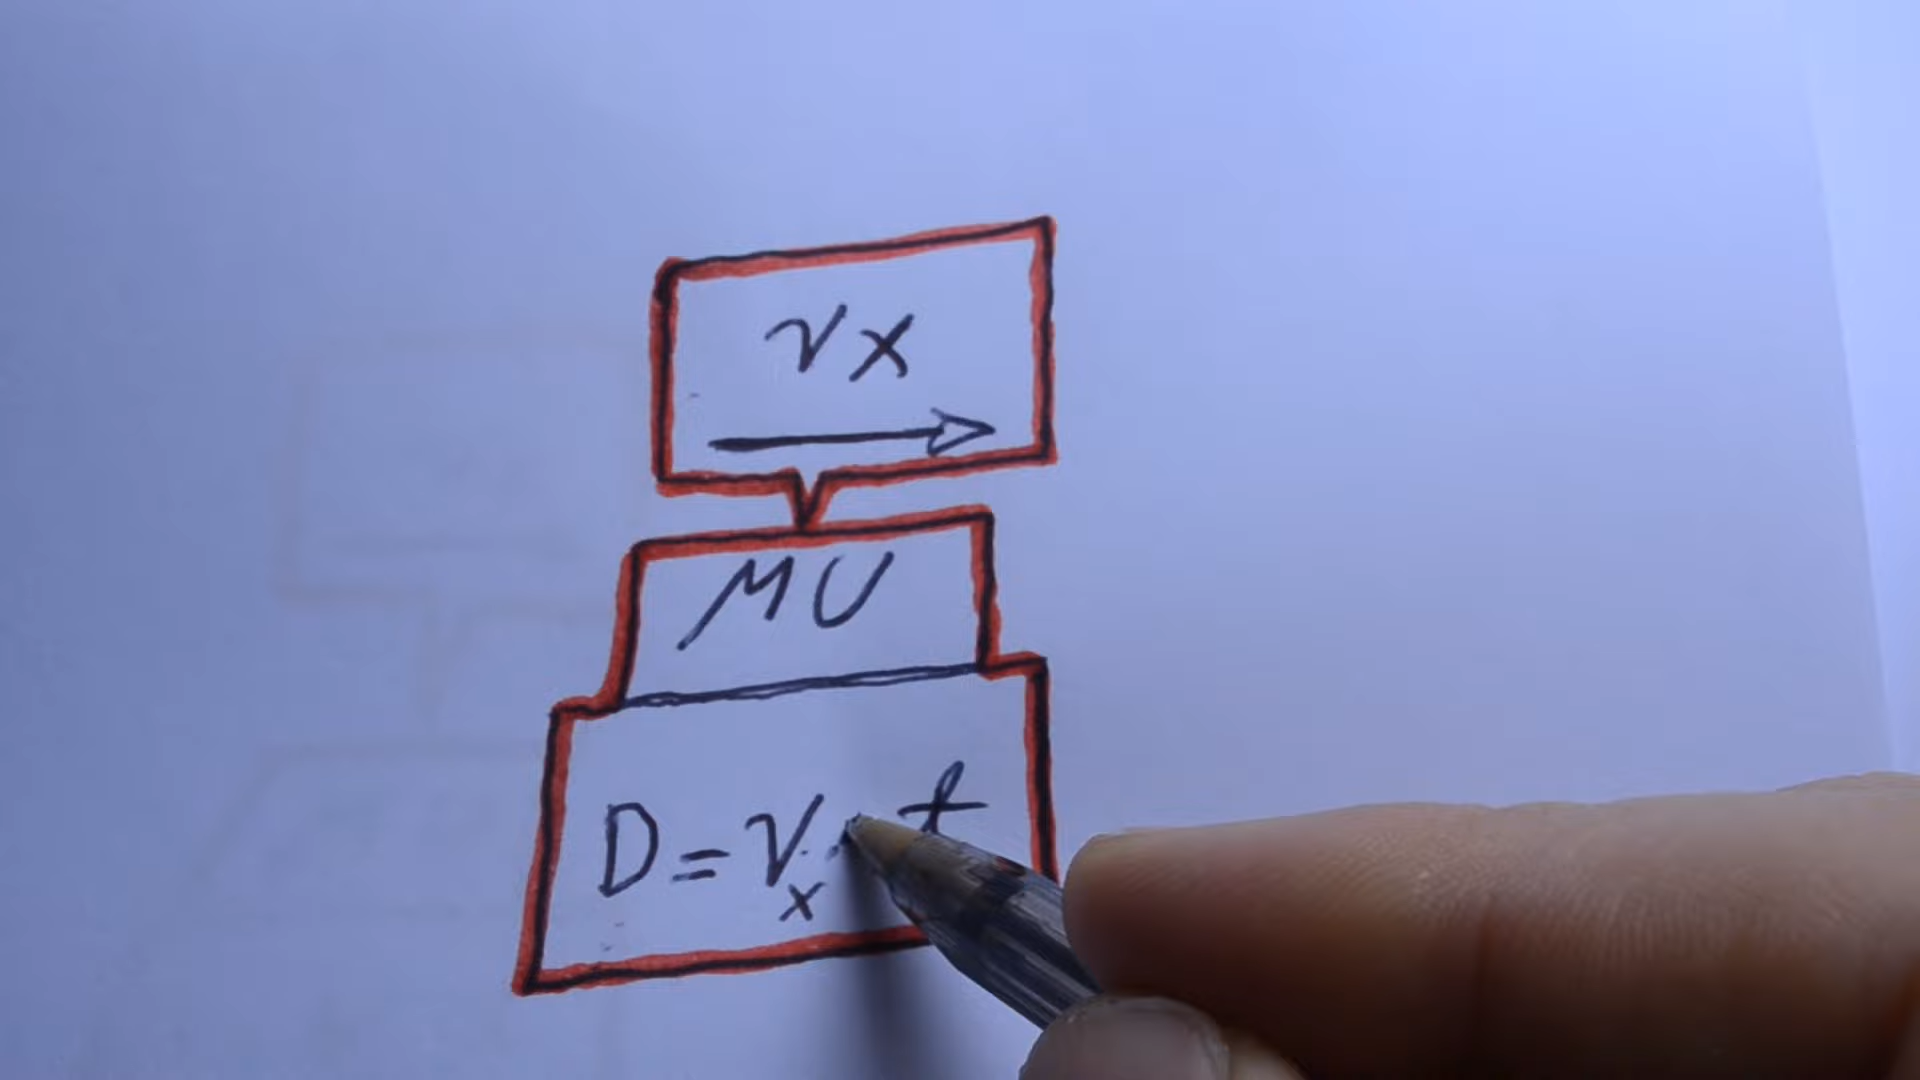 Vx
MU
D = Vx . t